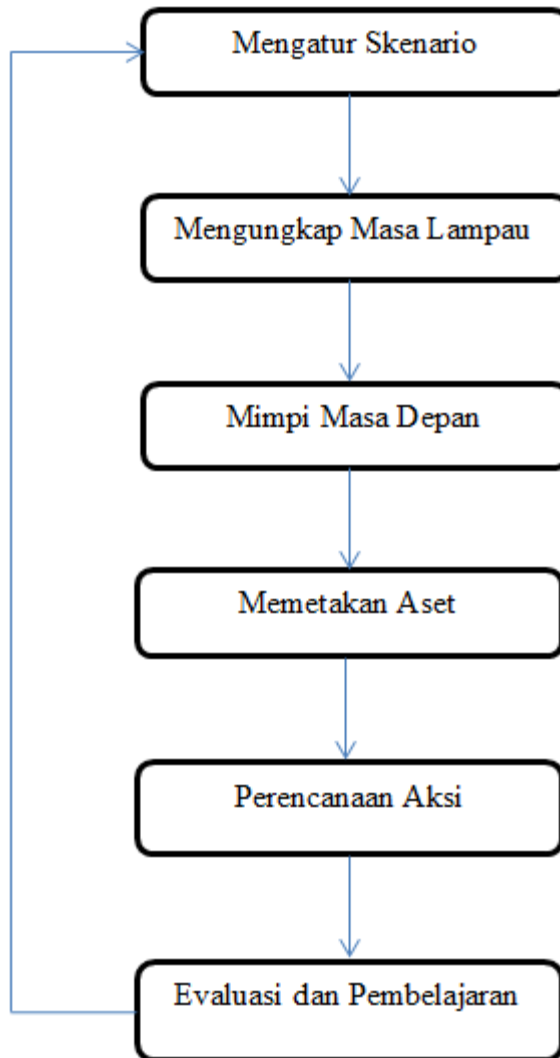 Mengatur Skenario
Mengungkap Masa Lampau
Mimpi Masa Depan
Memetakan Aset
Perencanaan Aksi
Evaluasi dan Pembelajaran